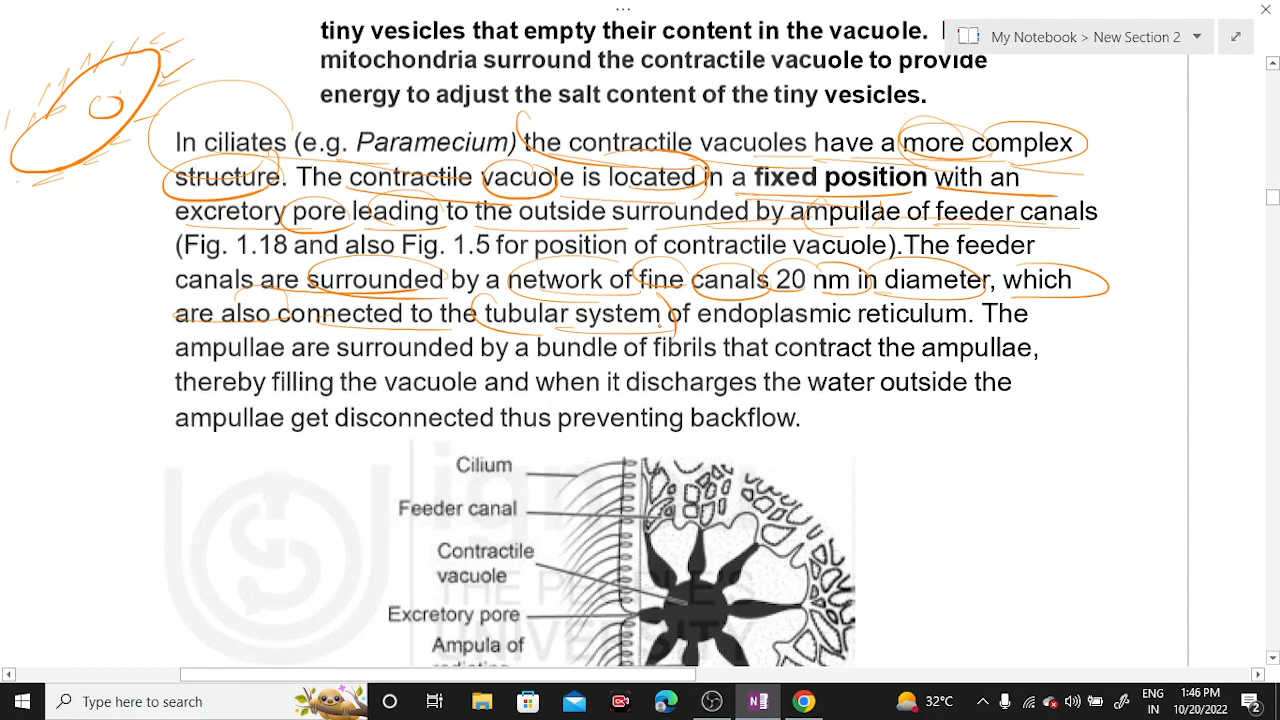 ...
tiny vesicles that empty their content in the vacuole.
My Notebook > New Section 2
mitochondria surround the contractile vacuole to provide
energy to adjust the salt content of the tiny vesicles.
In ciliates (e.g. Paramecium) the contractile vacuoles have a more complex
structure. The contractile vacuole is located in a fixed position with an
excretory pore leading to the outside surrounded by ampullae of feeder canals
(Fig. 1.18 and also Fig. 1.5 for position of contractile vacuole).The feeder
canals are surrounded by a network of fine canals 20 nm in diameter, which
are also connected to the tubular system of endoplasmic reticulum. The
ampullae are surrounded by a bundle of fibrils that contract the ampullae,
thereby filling the vacuole and when it discharges the water outside the
ampullae get disconnected thus preventing backflow.
Cilium
Feeder canal
Contractile
vacuole
Excretory pore
Ampula of
ignou
THE PEOPLE'S
UNIVERSITY
Type here to search
32°C
ENG
IN
1:46 PM
10/20/2022
2